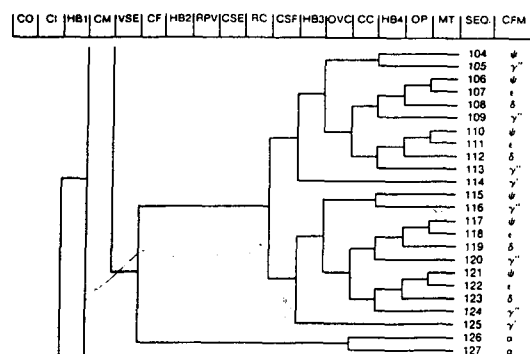 CO CI HB1 CM VSE CF HB2 RPV CSE RC CSF HB3 OVC CC HB4 OP MT SEQ. CFM
104 ψ
105 γ''
106 ψ
107 ε
108 δ
109 γ''
110 ψ
111 ε
112 δ
113 γ''
114 γ'
115 ψ
116 γ''
117 ψ
118 ε
119 δ
120 γ''
121 ψ
122 ε
123 δ
124 γ''
125 γ'
126 α
127 α